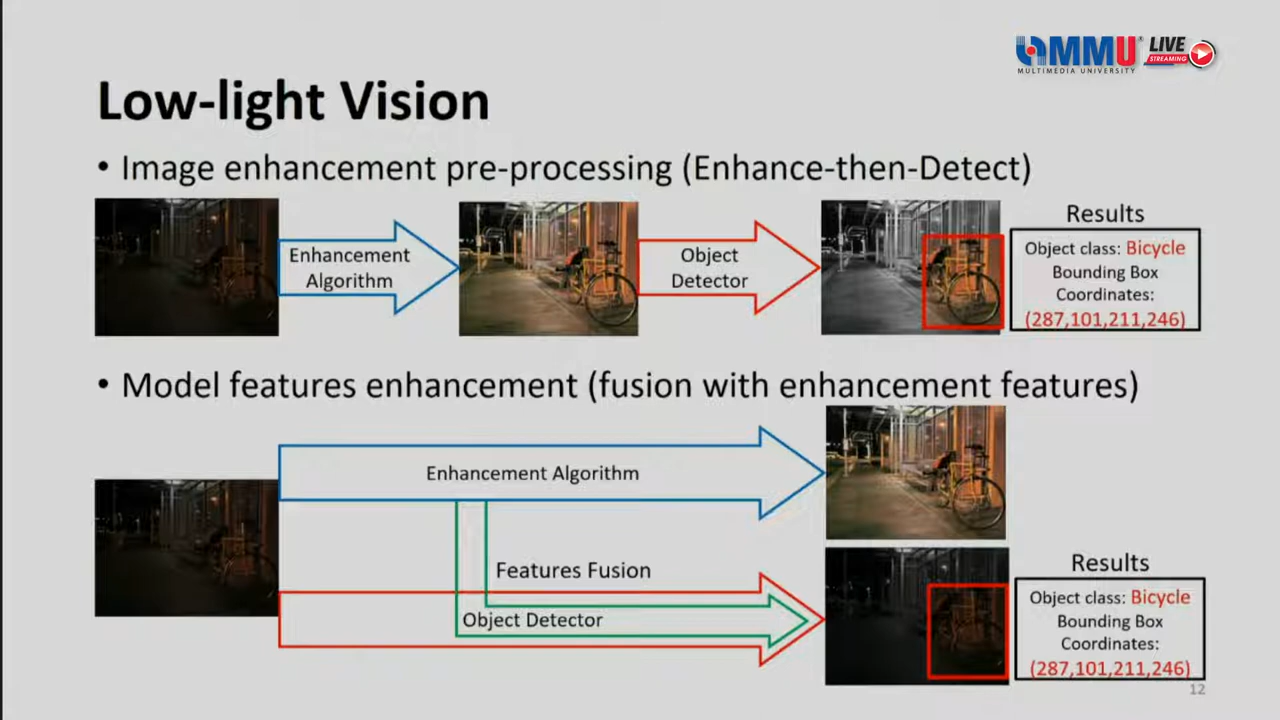 MMU LIVE
MULTIMEDIA UNIVERSITY STREAMING
Low-light Vision
• Image enhancement pre-processing (Enhance-then-Detect)
Enhancement
Algorithm
Object
Detector
Results
Object class: Bicycle
Bounding Box
Coordinates:
(287,101,211,246)
• Model features enhancement (fusion with enhancement features)
Enhancement Algorithm
Features Fusion
Object Detector
Results
Object class: Bicycle
Bounding Box
Coordinates:
(287,101,211,246)
12